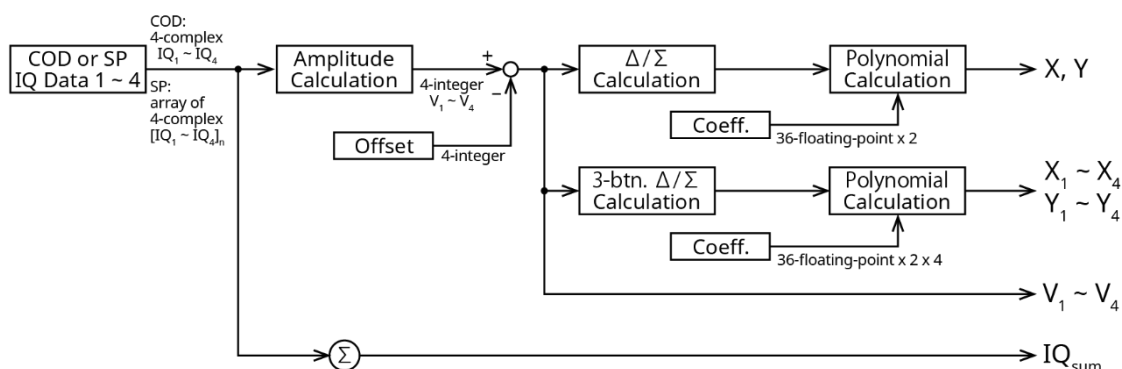 COD:
4-complex
IQ₁ ~ IQ₄
COD or SP
IQ Data 1 ~ 4
SP:
array of
4-complex
[IQ₁ ~ IQ₄]ₙ
Amplitude
Calculation
+
−
4-integer
V₁ ~ V₄
Offset
4-integer
Δ/Σ
Calculation
Polynomial
Calculation
X, Y
Coeff.
36-floating-point x 2
3-btn. Δ/Σ
Calculation
Polynomial
Calculation
X₁ ~ X₄
Y₁ ~ Y₄
Coeff.
36-floating-point x 2 x 4
V₁ ~ V₄
Σ
IQsum